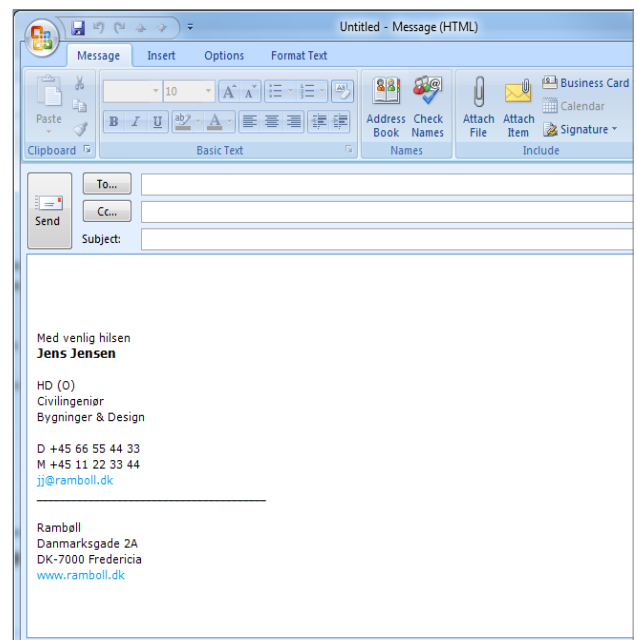 Untitled - Message (HTML)
Message Insert Options Format Text
Paste
10
A A
B I U ab A
Address Book
Check Names
Attach File
Attach Item
Business Card
Calendar
Signature
Clipboard Basic Text Names Include
Send
To...
Cc...
Subject:
Med venlig hilsen
Jens Jensen
HD (O)
Civilingeniør
Bygninger & Design
D +45 66 55 44 33
M +45 11 22 33 44
jj@ramboll.dk
Rambøll
Danmarksgade 2A
DK-7000 Fredericia
www.ramboll.dk